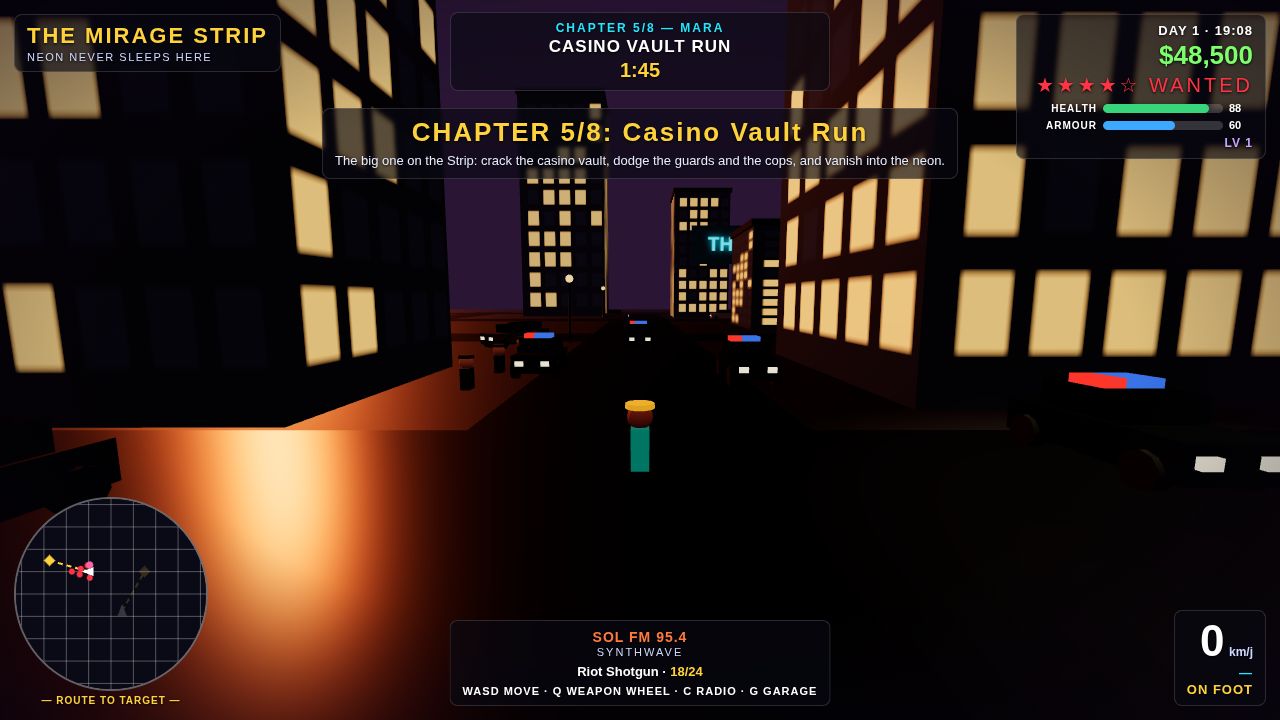 THE MIRAGE STRIP
NEON NEVER SLEEPS HERE
CHAPTER 5/8 — MARA
CASINO VAULT RUN
1:45
DAY 1 · 19:08
$48,500
★★★★☆ WANTED
HEALTH 88
ARMOUR 60
LV 1
CHAPTER 5/8: Casino Vault Run
The big one on the Strip: crack the casino vault, dodge the guards and the cops, and vanish into the neon.
TH
— ROUTE TO TARGET —
SOL FM 95.4
SYNTHWAVE
Riot Shotgun · 18/24
WASD MOVE · Q WEAPON WHEEL · C RADIO · G GARAGE
0 km/j
—
ON FOOT